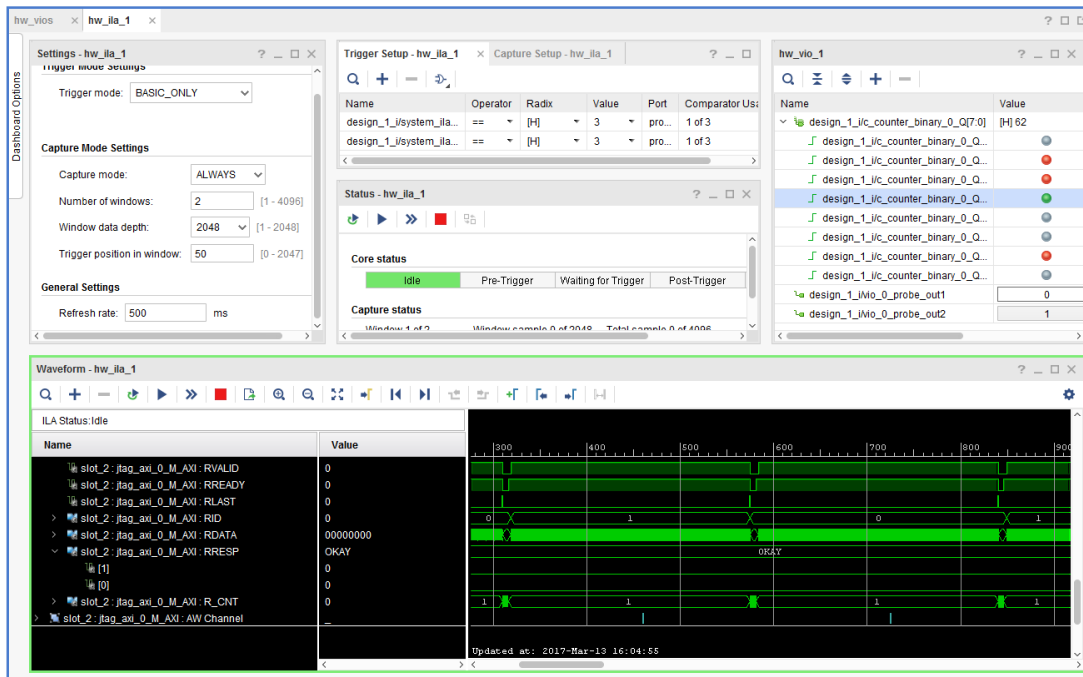 hw_vios × hw_ila_1 ×
Dashboard Options
Settings - hw_ila_1
Trigger Mode Settings
Trigger mode: BASIC_ONLY
Capture Mode Settings
Capture mode: ALWAYS
Number of windows: 2 [1 - 4096]
Window data depth: 2048 [1 - 2048]
Trigger position in window: 50 [0 - 2047]
General Settings
Refresh rate: 500 ms
Trigger Setup - hw_ila_1 × Capture Setup - hw_ila_1
Name Operator Radix Value Port Comparator Usa
design_1_i/system_ila... == [H] 3 pro... 1 of 3
design_1_i/system_ila... == [H] 3 pro... 1 of 3
Status - hw_ila_1
Core status
Idle Pre-Trigger Waiting for Trigger Post-Trigger
Capture status
Window 1 of 2 Window sample 0 of 2048 Total sample 0 of 4096
hw_vio_1
Name Value
design_1_i/c_counter_binary_0_Q[7:0] [H] 62
design_1_i/c_counter_binary_0_Q...
design_1_i/c_counter_binary_0_Q...
design_1_i/c_counter_binary_0_Q...
design_1_i/c_counter_binary_0_Q...
design_1_i/c_counter_binary_0_Q...
design_1_i/c_counter_binary_0_Q...
design_1_i/c_counter_binary_0_Q...
design_1_i/c_counter_binary_0_Q...
design_1_i/vio_0_probe_out1 0
design_1_i/vio_0_probe_out2 1
Waveform - hw_ila_1
ILA Status:Idle
Name Value
300 400 500 600 700 800 900
slot_2 : jtag_axi_0_M_AXI : RVALID 0
slot_2 : jtag_axi_0_M_AXI : RREADY 0
slot_2 : jtag_axi_0_M_AXI : RLAST 0
slot_2 : jtag_axi_0_M_AXI : RID 0 0 1 0 1
slot_2 : jtag_axi_0_M_AXI : RDATA 00000000
slot_2 : jtag_axi_0_M_AXI : RRESP OKAY OKAY
[1] 0
[0] 0
slot_2 : jtag_axi_0_M_AXI : R_CNT 0 1 1 1 1
slot_2 : jtag_axi_0_M_AXI : AW Channel _
Updated at: 2017-Mar-13 16:04:55